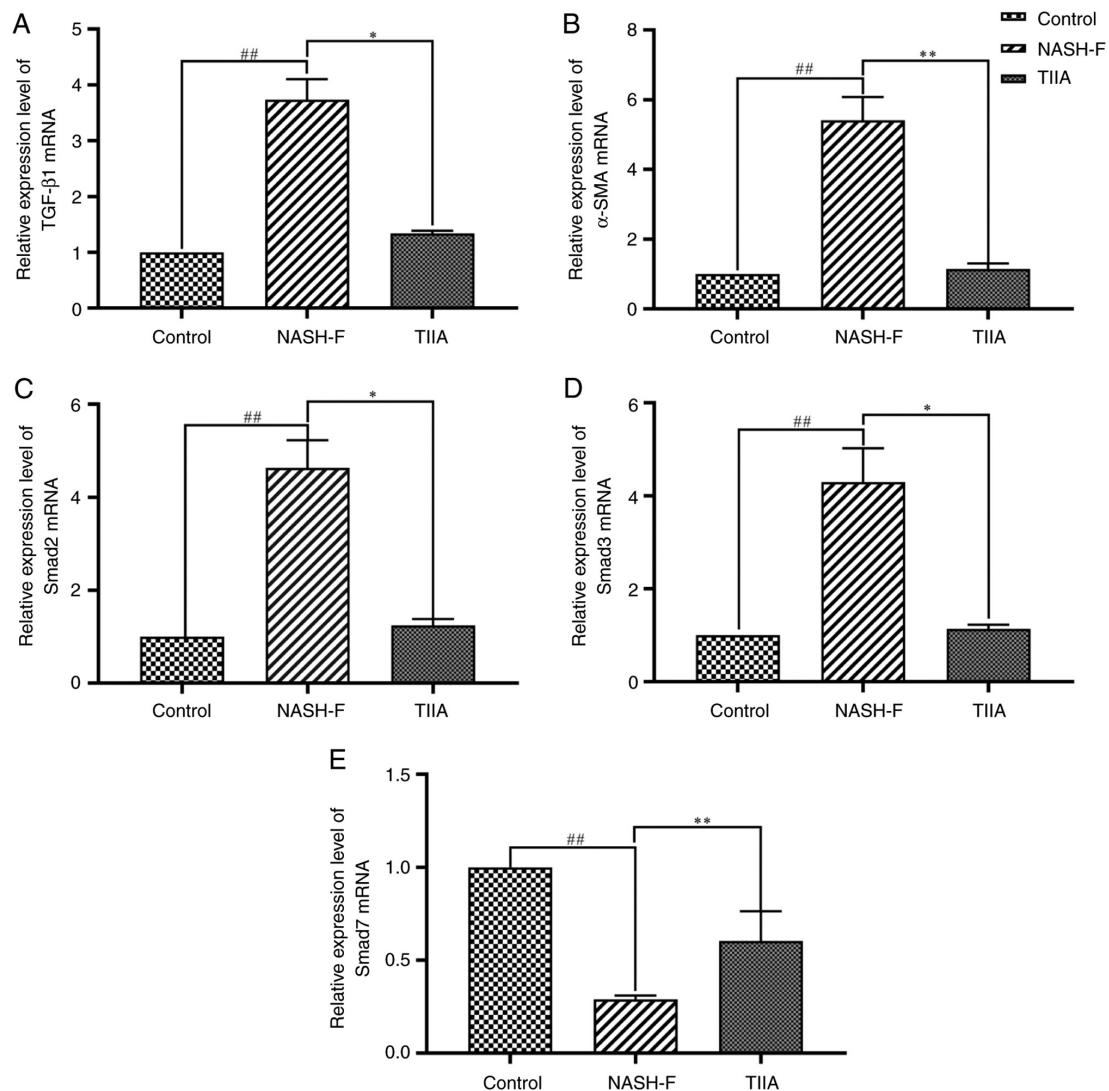 A
Relative expression level of
TGF-β1 mRNA
5
4
3
2
1
0
##
*
Control
NASH-F
TIIA
B
Relative expression level of
α-SMA mRNA
8
6
4
2
0
##
**
Control
NASH-F
TIIA
Control
NASH-F
TIIA
C
Relative expression level of
Smad2 mRNA
6
4
2
0
##
*
Control
NASH-F
TIIA
D
Relative expression level of
Smad3 mRNA
6
4
2
0
##
*
Control
NASH-F
TIIA
E
Relative expression level of
Smad7 mRNA
1.5
1.0
0.5
0.0
##
**
Control
NASH-F
TIIA